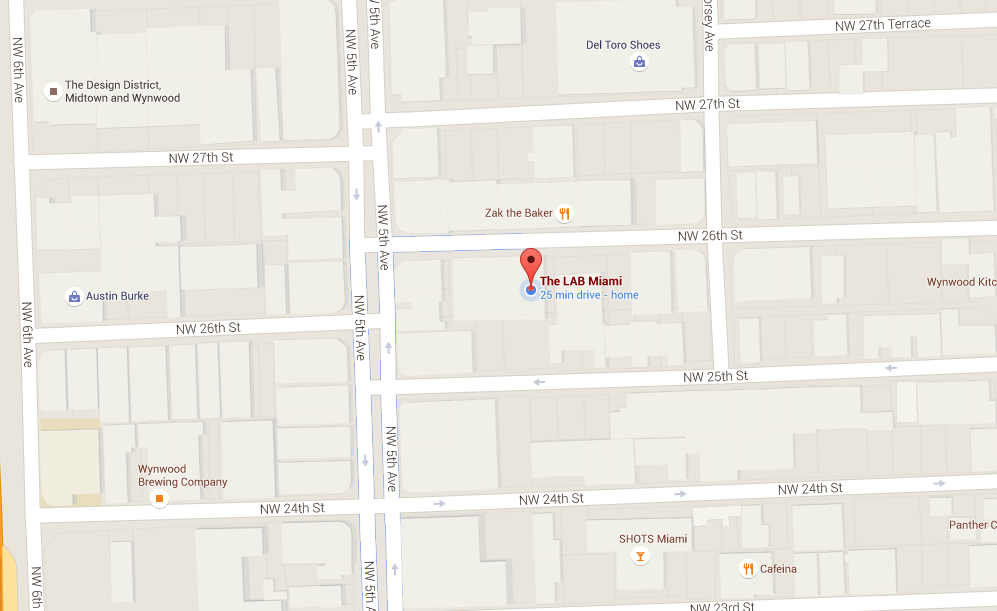 NW 5th Ave
orsey Ave
NW 27th Terrace
NW 6th Ave
NW 5th Ave
Del Toro Shoes
The Design District,
Midtown and Wynwood
NW 27th St
NW 27th St
NW 5th Ave
Zak the Baker
NW 26th St
The LAB Miami
25 min drive - home
Wynwood Kitc
Austin Burke
NW 6th Ave
NW 5th Ave
NW 26th St
NW 25th St
NW 5th Ave
Wynwood
Brewing Company
NW 24th St
NW 24th St
NW 24th St
Panther C
SHOTS Miami
Cafeina
NW 6th
NW 5th A
NW 23rd St